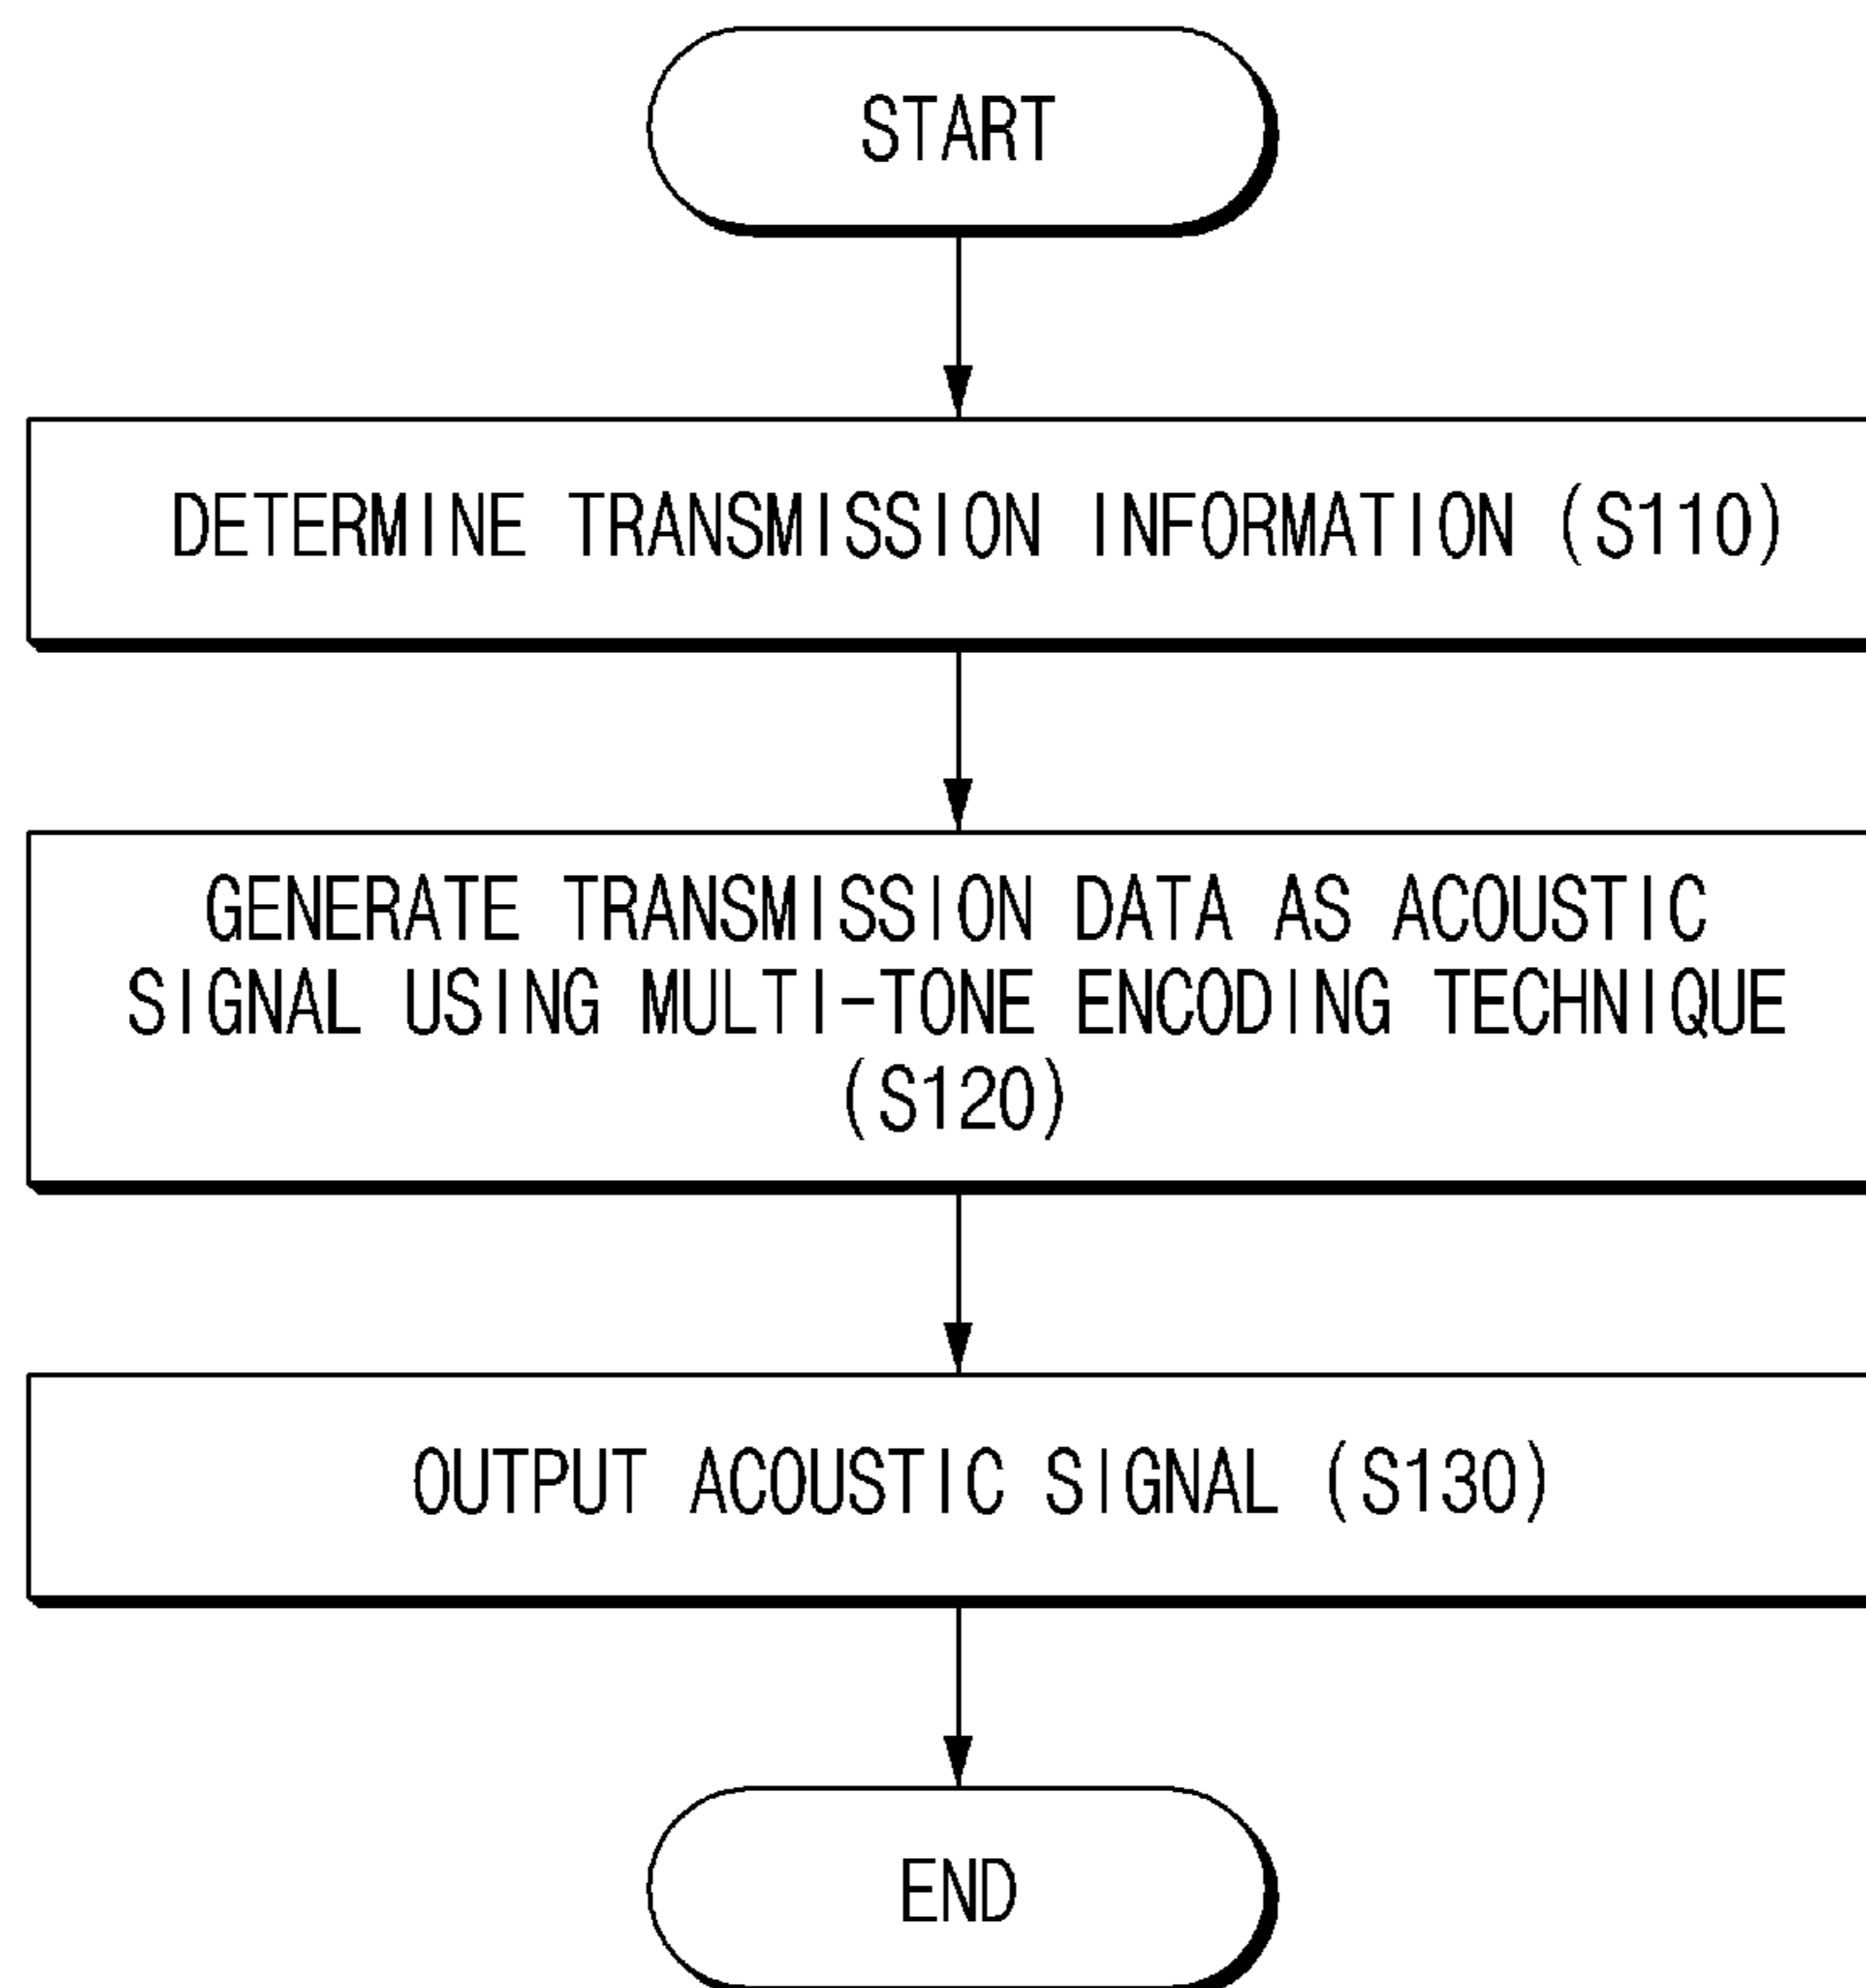 START
DETERMINE TRANSMISSION INFORMATION (S110)
GENERATE TRANSMISSION DATA AS ACOUSTIC
SIGNAL USING MULTI-TONE ENCODING TECHNIQUE
(S120)
OUTPUT ACOUSTIC SIGNAL (S130)
END